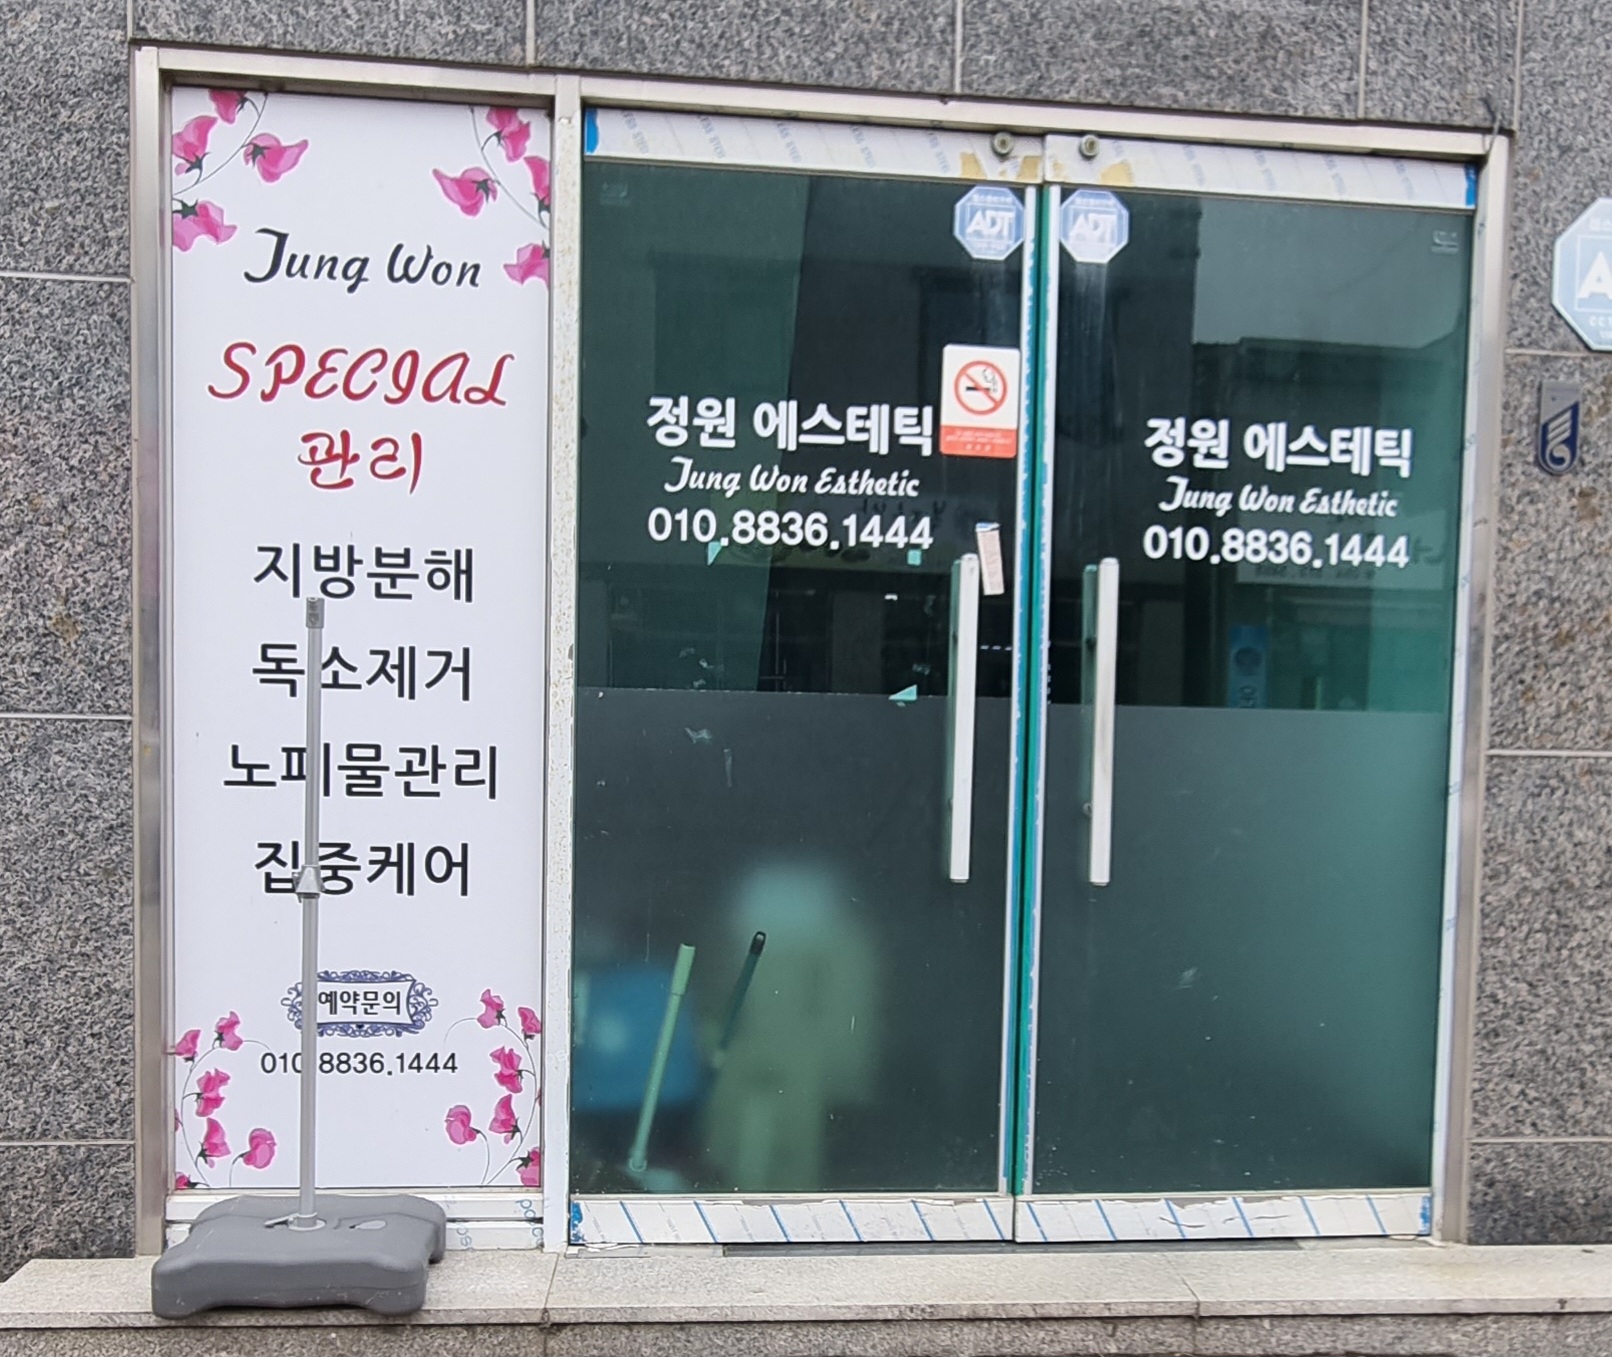 Jung Won
SPECIAL
관리
지방분해
독소제거
노폐물관리
집중케어
예약문의
010.8836.1444
ADT
정원 에스테틱
Jung Won Esthetic
010.8836.1444
ADT
정원 에스테틱
Jung Won Esthetic
010.8836.1444